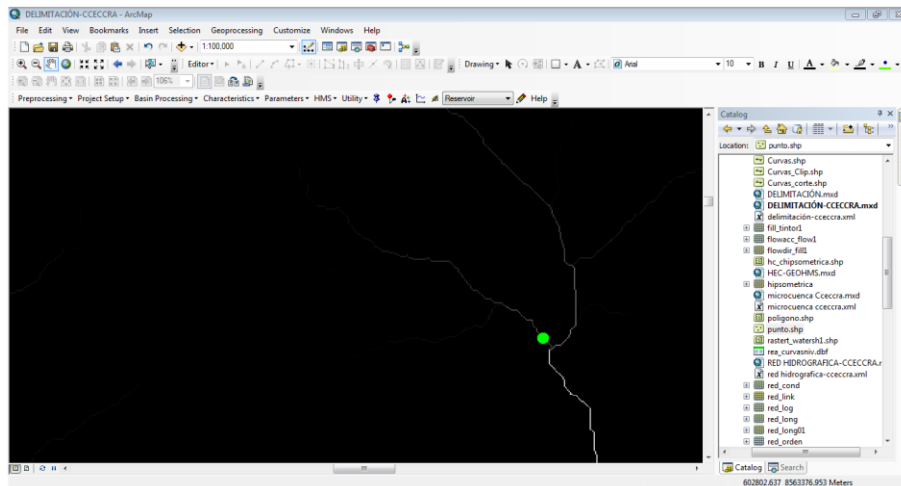 DELIMITACIÓN-CCECCRA - ArcMap
File Edit View Bookmarks Insert Selection Geoprocessing Customize Windows Help
1:100,000
Editor Drawing Arial 10 B I U A
106%
Preprocessing Project Setup Basin Processing Characteristics Parameters HMS Utility Reservoir Help
Catalog
Location: punto.shp
Curvas.shp
Curvas_Clip.shp
Curvas_corte.shp
DELIMITACIÓN.mxd
DELIMITACIÓN-CCECCRA.mxd
delimitación-cceccra.xml
fill_tintor1
flowacc_flow1
flowdir_fill1
hc_chipsometrica.shp
HEC-GEOHMS.mxd
hipsometrica
microcuenca Cceccra.mxd
microcuenca cceccra.xml
poligono.shp
punto.shp
rastert_watersh1.shp
rea_curvasniv.dbf
RED HIDROGRAFICA-CCECCRA.r
red hidrografica-cceccra.xml
red_cond
red_link
red_log
red_long
red_long01
red_orden
Catalog Search
602802.637 8563376.953 Meters